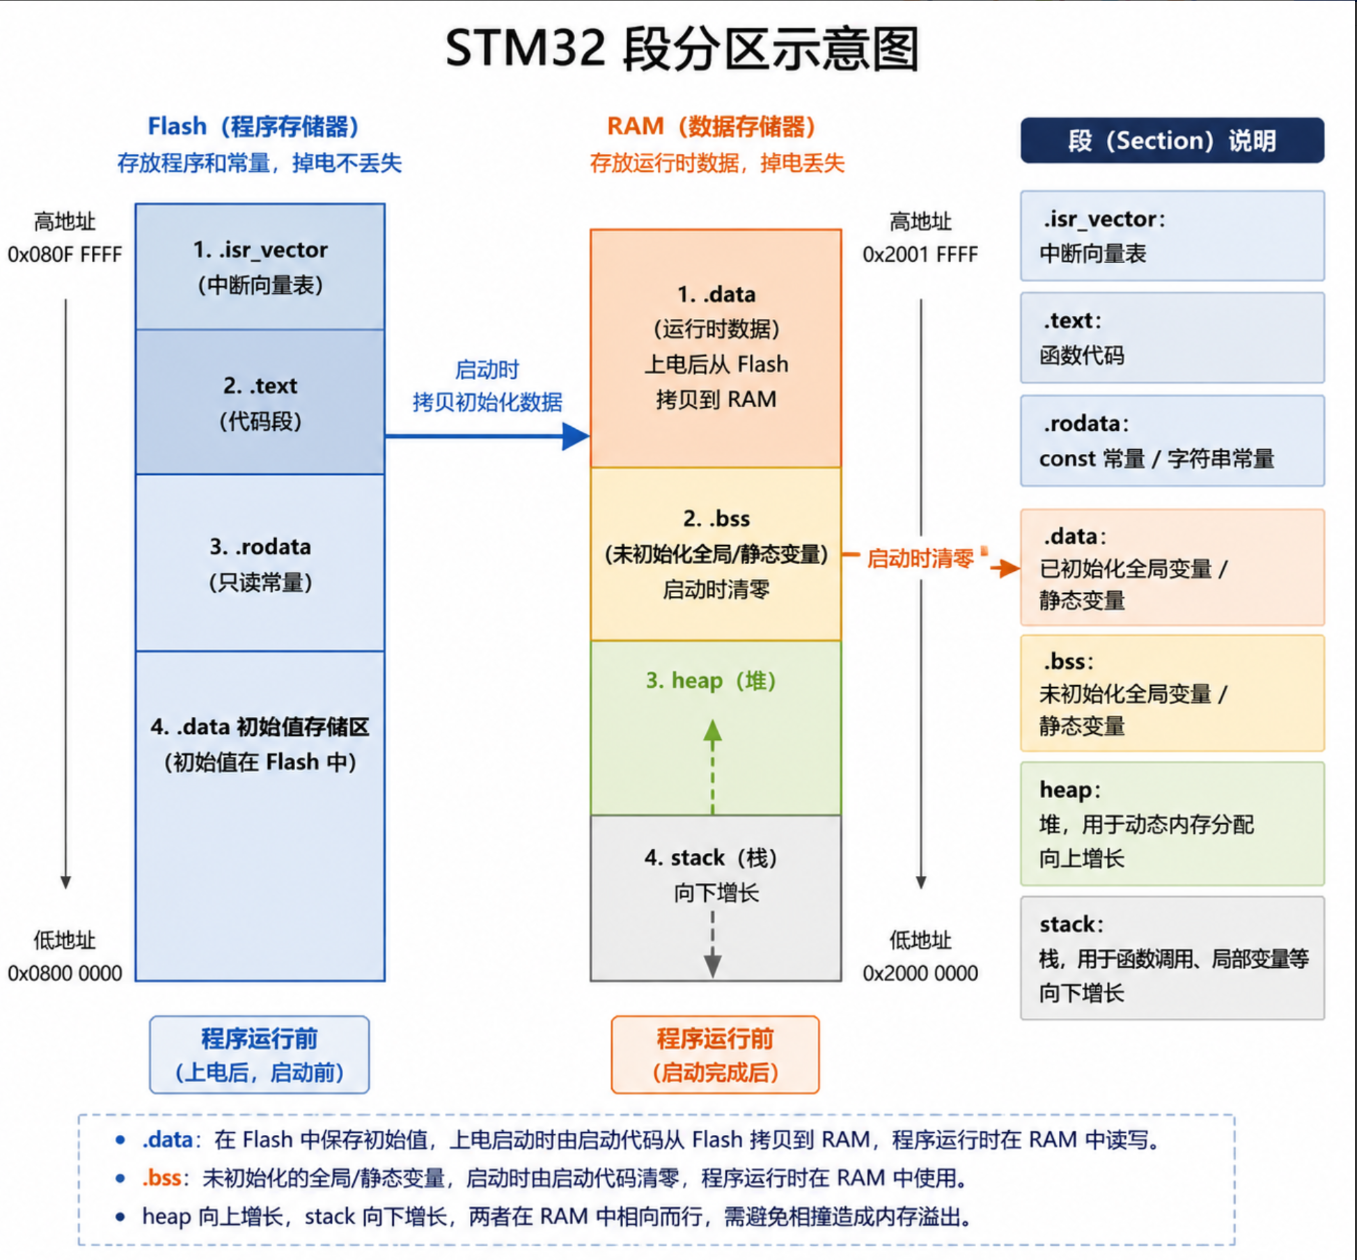 STM32 段分区示意图
Flash（程序存储器）
存放程序和常量，掉电不丢失
高地址
0x080F FFFF
1. .isr_vector
（中断向量表）
2. .text
（代码段）
3. .rodata
（只读常量）
4. .data 初始值存储区
（初始值在 Flash 中）
低地址
0x0800 0000
程序运行前
（上电后，启动前）
启动时
拷贝初始化数据
RAM（数据存储器）
存放运行时数据，掉电丢失
1. .data
（运行时数据）
上电后从 Flash
拷贝到 RAM
2. .bss
（未初始化全局/静态变量）
启动时清零
3. heap（堆）
4. stack（栈）
向下增长
程序运行前
（启动完成后）
高地址
0x2001 FFFF
启动时清零
低地址
0x2000 0000
段（Section）说明
.isr_vector：
中断向量表
.text：
函数代码
.rodata：
const 常量 / 字符串常量
.data：
已初始化全局变量 /
静态变量
.bss：
未初始化全局变量 /
静态变量
heap：
堆，用于动态内存分配
向上增长
stack：
栈，用于函数调用、局部变量等
向下增长
• .data：在 Flash 中保存初始值，上电启动时由启动代码从 Flash 拷贝到 RAM，程序运行时在 RAM 中读写。
• .bss：未初始化的全局/静态变量，启动时由启动代码清零，程序运行时在 RAM 中使用。
• heap 向上增长，stack 向下增长，两者在 RAM 中相向而行，需避免相撞造成内存溢出。